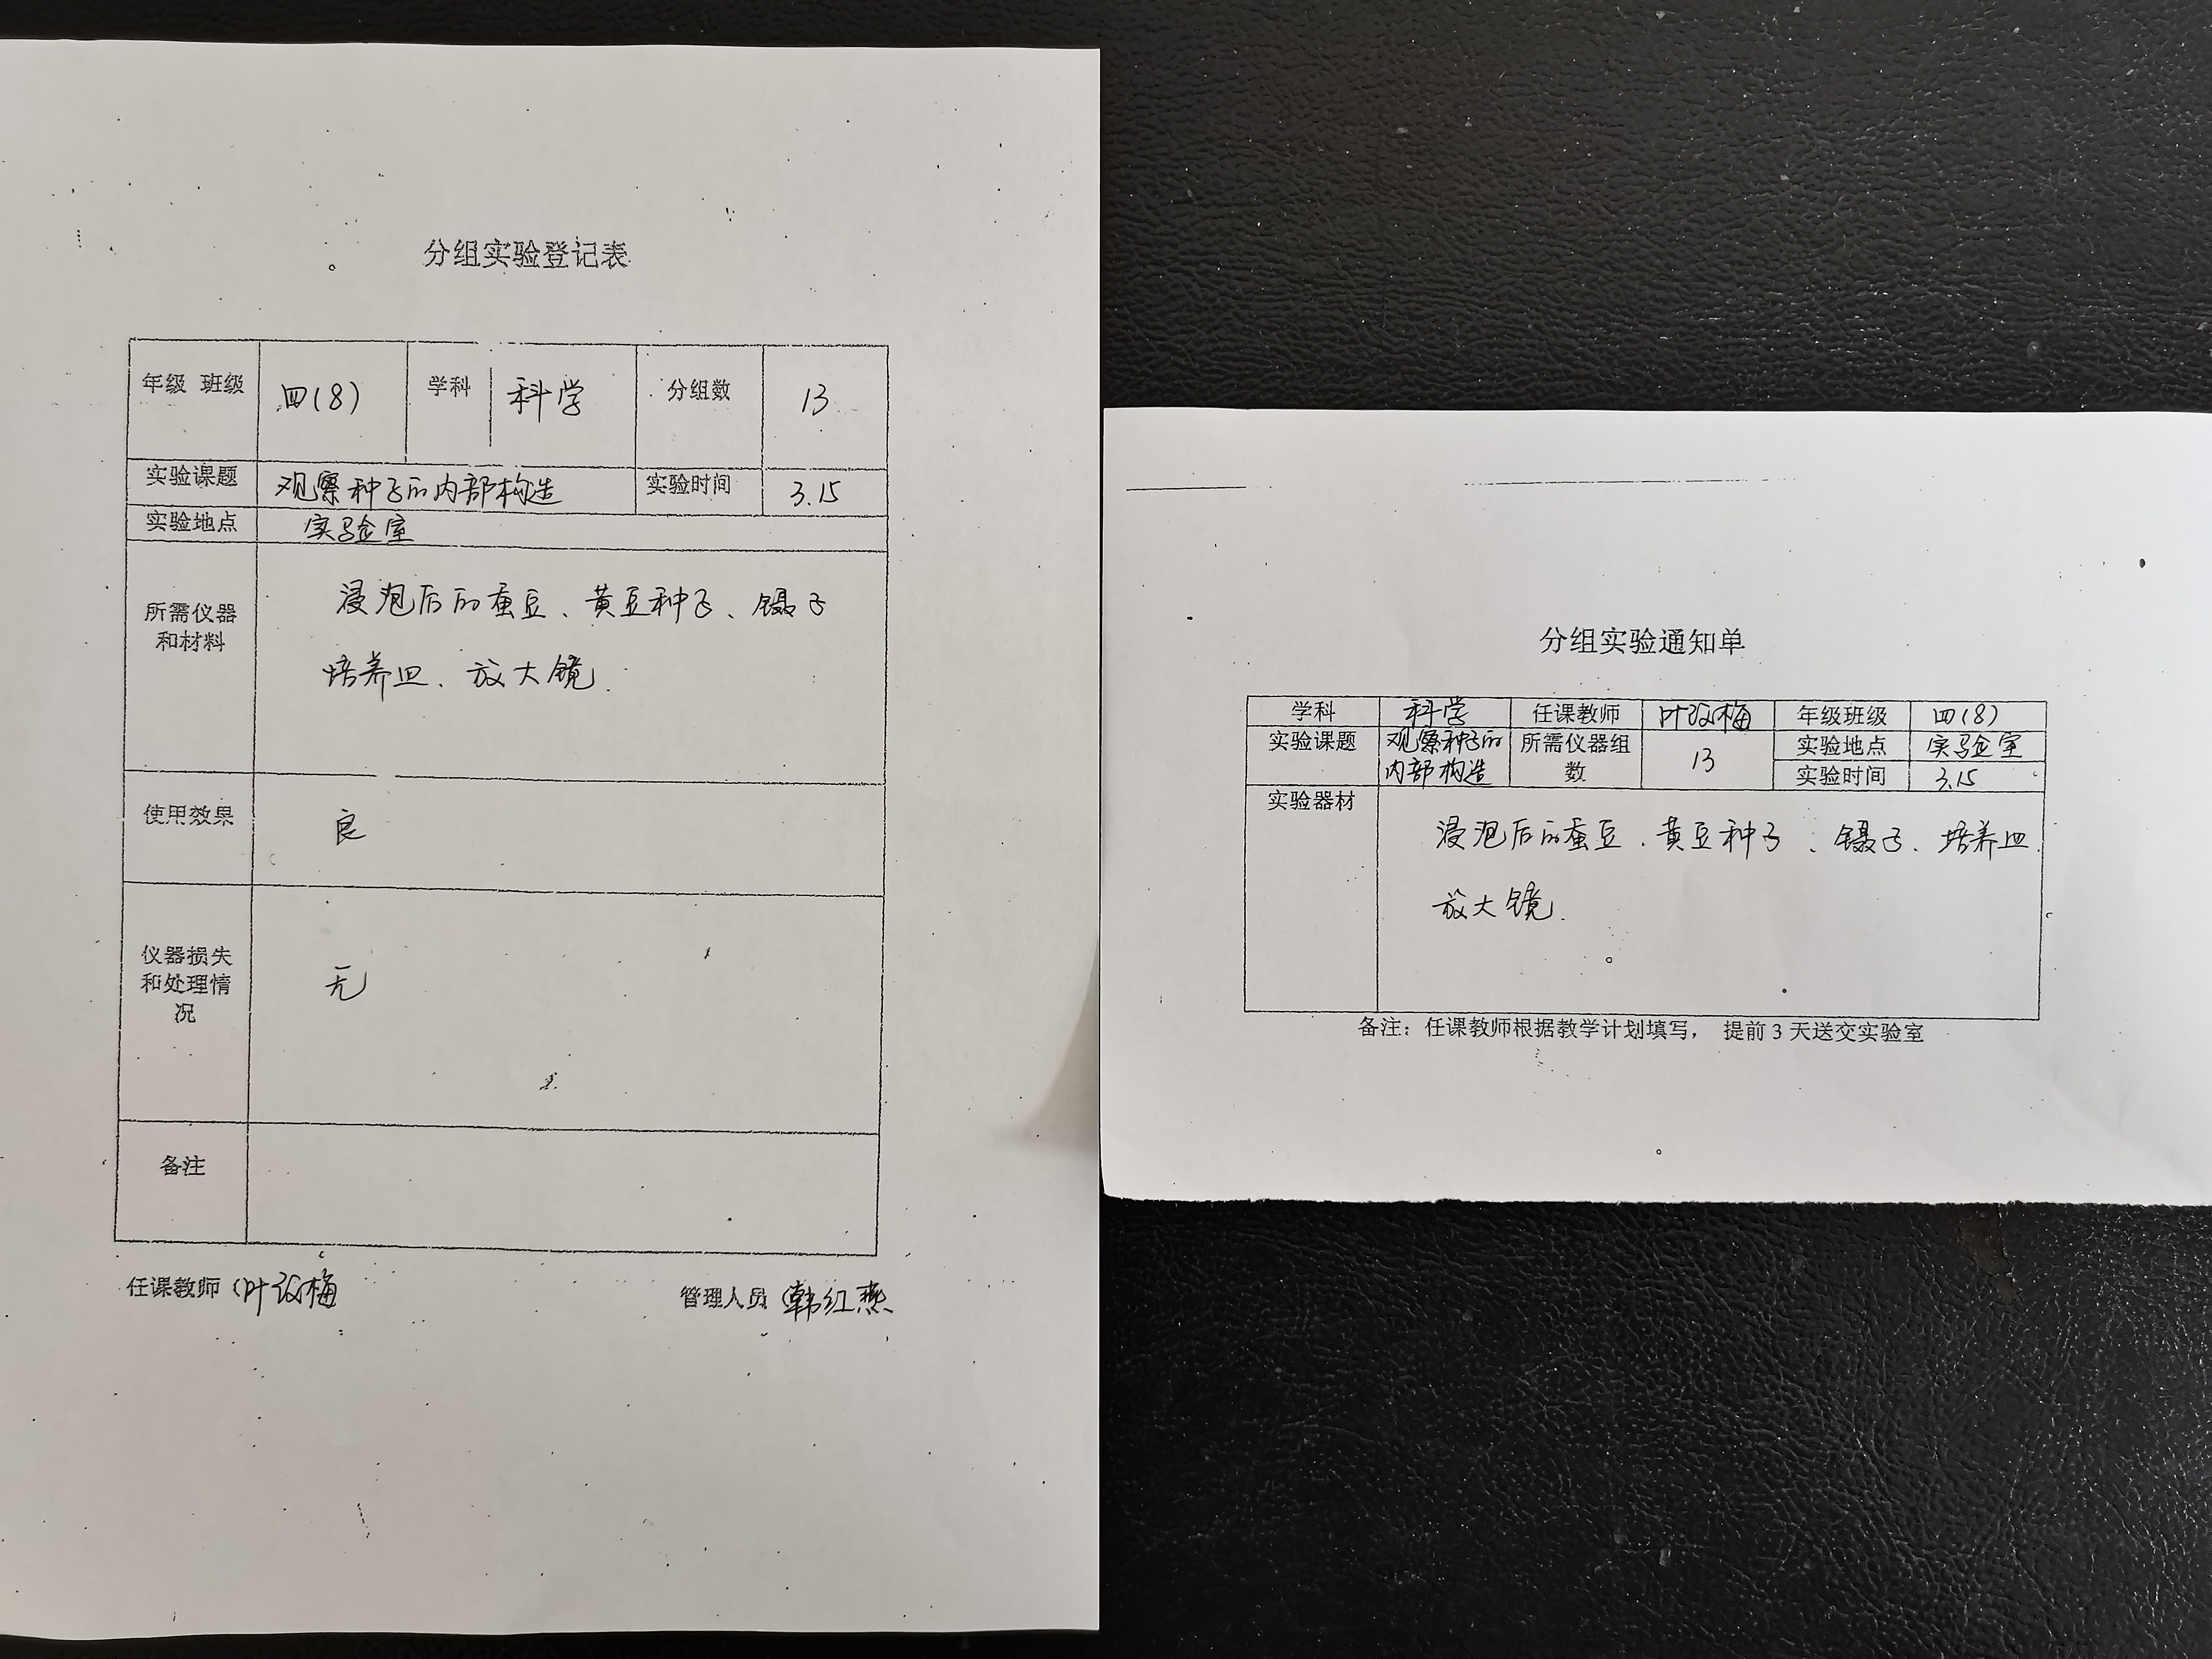 分组实验登记表
年级 班级 四(8) 学科 科学 分组数 13
实验课题 观察种子的内部构造 实验时间 3.15
实验地点 实验室
所需仪器
和材料
浸泡后的蚕豆、黄豆种子、镊子
培养皿、放大镜.
使用效果 良
仪器损失
和处理情
况
无
备注
任课教师 叶 梅 管理人员 韩红燕
分组实验通知单
学科 科学 任课教师 叶 梅 年级班级 四(8)
实验课题 观察种子的
内部构造
所需仪器组
数
13
实验地点 实验室
实验时间 3.15
实验器材
浸泡后的蚕豆、黄豆种子、镊子、培养皿
放大镜.
备注：任课教师根据教学计划填写， 提前 3 天送交实验室